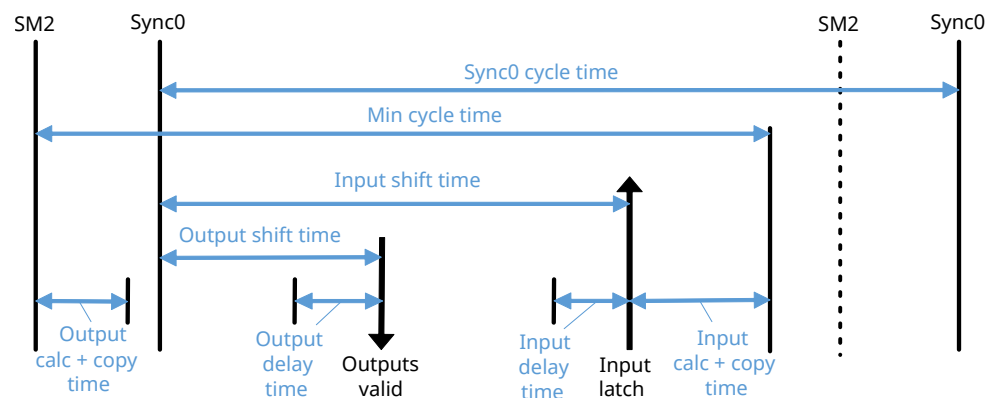 SM2
Sync0
SM2
Sync0
Sync0 cycle time
Min cycle time
Input shift time
Output shift time
Output
calc + copy
time
Output
delay
time
Outputs
valid
Input
delay
time
Input
latch
Input
calc + copy
time